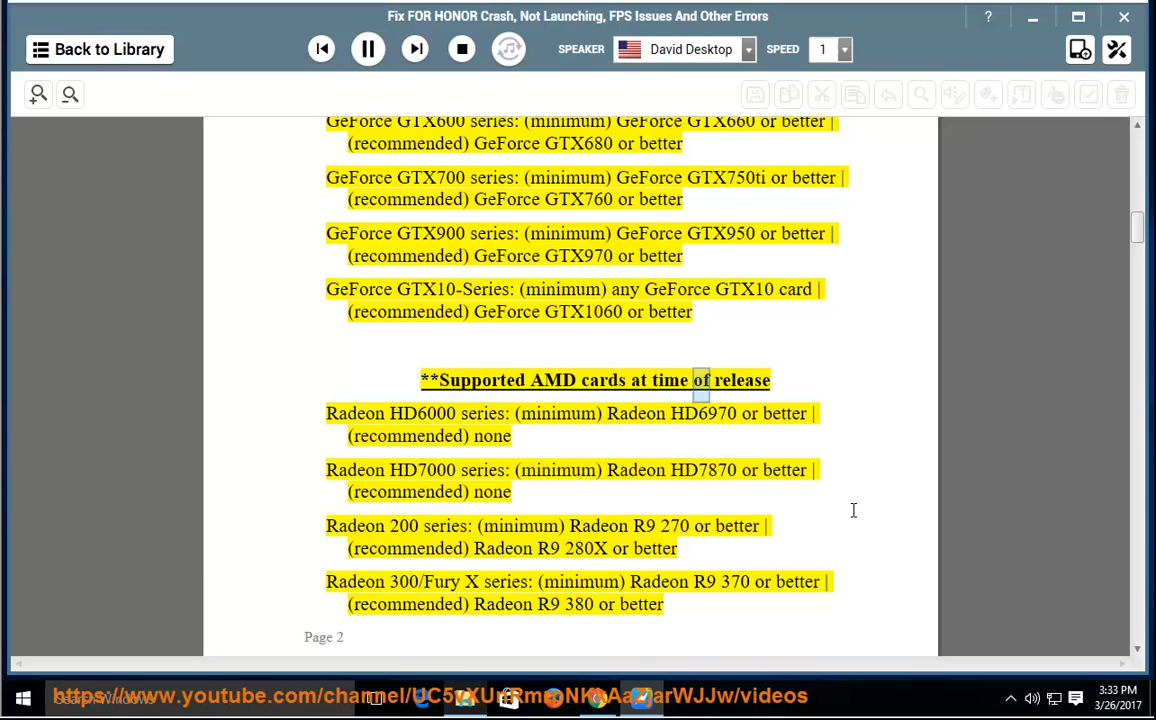 Fix FOR HONOR Crash, Not Launching, FPS Issues And Other Errors
Back to Library
SPEAKER
David Desktop
SPEED
1
GeForce GTX600 series: (minimum) GeForce GTX660 or better |
(recommended) GeForce GTX680 or better
GeForce GTX700 series: (minimum) GeForce GTX750ti or better |
(recommended) GeForce GTX760 or better
GeForce GTX900 series: (minimum) GeForce GTX950 or better |
(recommended) GeForce GTX970 or better
GeForce GTX10-Series: (minimum) any GeForce GTX10 card |
(recommended) GeForce GTX1060 or better
**Supported AMD cards at time of release
Radeon HD6000 series: (minimum) Radeon HD6970 or better |
(recommended) none
Radeon HD7000 series: (minimum) Radeon HD7870 or better |
(recommended) none
Radeon 200 series: (minimum) Radeon R9 270 or better |
(recommended) Radeon R9 280X or better
Radeon 300/Fury X series: (minimum) Radeon R9 370 or better |
(recommended) Radeon R9 380 or better
Page 2
3:33 PM
3/26/2017